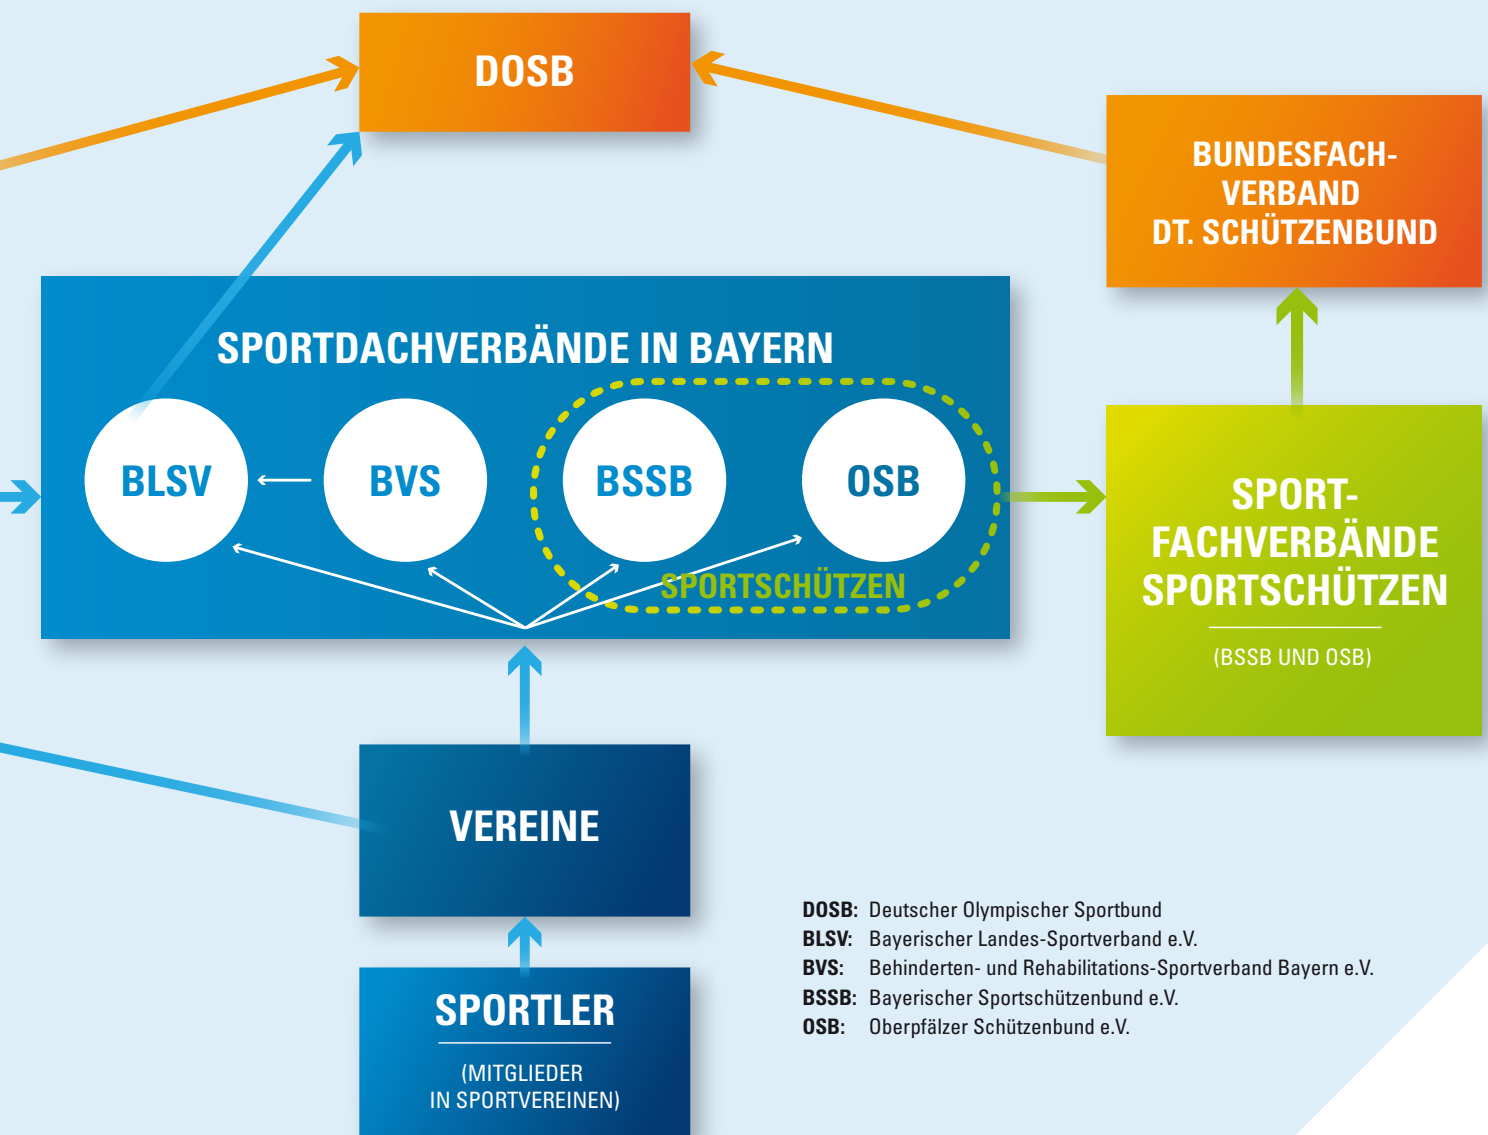 DOSB
BUNDESFACH-
VERBAND
DT. SCHÜTZENBUND
SPORTDACHVERBÄNDE IN BAYERN
BLSV
BVS
BSSB
OSB
SPORTSCHÜTZEN
SPORT-
FACHVERBÄNDE
SPORTSCHÜTZEN
(BSSB UND OSB)
VEREINE
SPORTLER
(MITGLIEDER
IN SPORTVEREINEN)
DOSB: Deutscher Olympischer Sportbund
BLSV: Bayerischer Landes-Sportverband e.V.
BVS: Behinderten- und Rehabilitations-Sportverband Bayern e.V.
BSSB: Bayerischer Sportschützenbund e.V.
OSB: Oberpfälzer Schützenbund e.V.